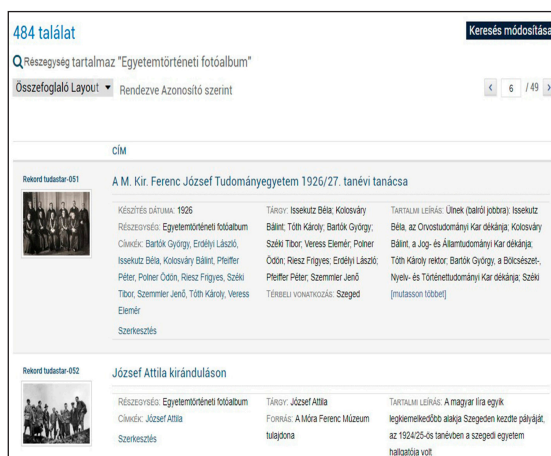 484 találat
Keresés módosítása
Részegység tartalmaz "Egyetemtörténeti fotóalbum"
Összefoglaló Layout ▼ Rendezve Azonosító szerint
< 6 / 49 >
CÍM
Rekord tudastar-051
A M. Kir. Ferenc József Tudományegyetem 1926/27. tanévi tanácsa
KÉSZÍTÉS DÁTUMA: 1926
RÉSZEGYSÉG: Egyetemtörténeti fotóalbum
CÍMKÉK: Bartók György, Erdélyi László,
Issekutz Béla, Kolosváry Bálint, Pfeiffer
Péter, Polner Ödön, Riesz Frigyes, Széki
Tibor, Szemmler Jenő, Tóth Károly, Veress
Elemér
Szerkesztés
TÁRGY: Issekutz Béla; Kolosváry
Bálint; Tóth Károly; Bartók György;
Széki Tibor; Veress Elemér; Polner
Ödön; Riesz Frigyes; Erdélyi László;
Pfeiffer Péter; Szemmler Jenő
TÉRBELI VONATKOZÁS: Szeged
TARTALMI LEÍRÁS: Ülnek (balról jobbra): Issekutz
Béla, az Orvostudományi Kar dékánja; Kolosváry
Bálint, a Jog- és Államtudományi Kar dékánja;
Tóth Károly rektor; Bartók György, a Bölcsészet-,
Nyelv- és Történettudományi Kar dékánja; Széki
[mutasson többet]
Rekord tudastar-052
József Attila kiránduláson
RÉSZEGYSÉG: Egyetemtörténeti fotóalbum
CÍMKÉK: József Attila
Szerkesztés
TÁRGY: József Attila
FORRÁS: A Móra Ferenc Múzeum
tulajdona
TARTALMI LEÍRÁS: A magyar líra egyik
legkiemelkedőbb alakja Szegeden kezdte pályáját,
az 1924/25-ös tanévben a szegedi egyetem
hallgatója volt